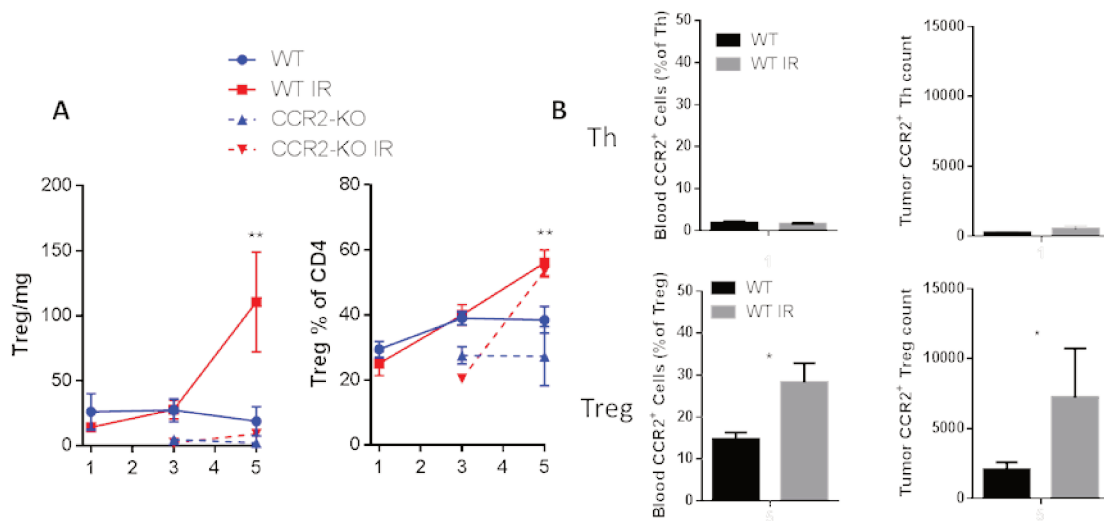 WT
WT IR
CCR2-KO
CCR2-KO IR
A
Treg/mg
200
150
100
50
0
**
1 2 3 4 5
Treg % of CD4
80
60
40
20
0
**
1 2 3 4 5
B
Th
Blood CCR2+ Cells (%of Th)
50
40
30
20
10
0
WT
WT IR
1
Tumor CCR2+ Th count
15000
10000
5000
0
1
Treg
Blood CCR2+ Cells (% of Treg)
50
40
30
20
10
0
WT
WT IR
*
5
Tumor CCR2+ Treg count
15000
10000
5000
0
*
5